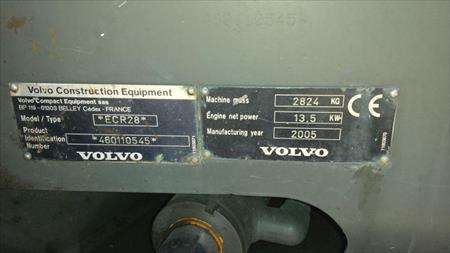 460110545*
Volvo Construction Equipment
Volvo Compact Equipment sas
BP 119 - 01303 BELLEY Cédex - FRANCE
Model / Type *ECR28*
Product
Identification *460110545*
Number
VOLVO
Machine mass 2824 KG
Engine net power 13,5 KW
Manufacturing year 2005
VOLVO
CE